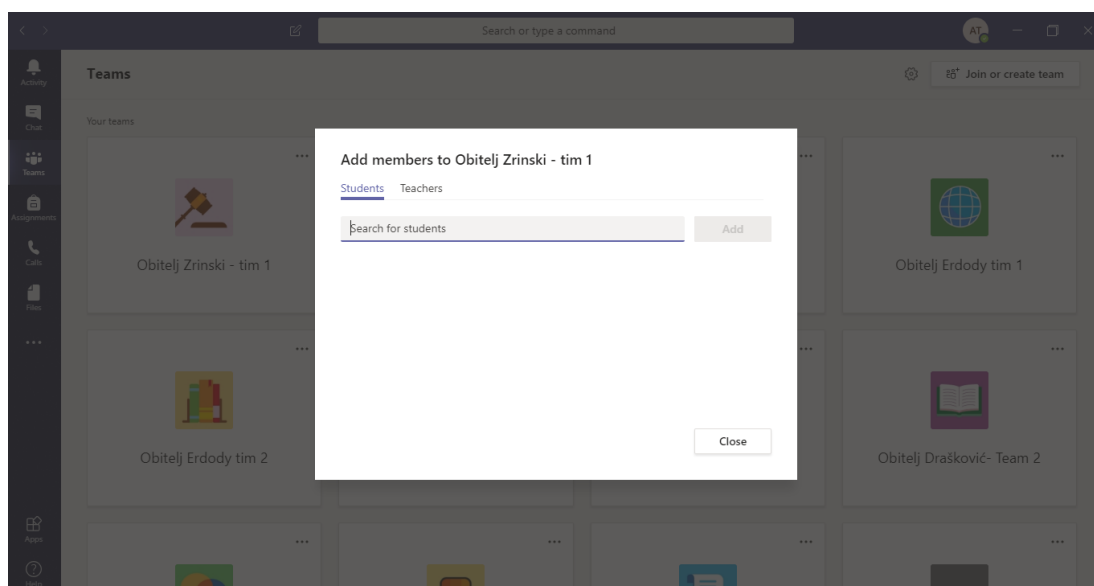 Search or type a command
AT
Activity
Teams
Join or create team
Chat
Your teams
Teams
Assignments
Calls
Files
Apps
Help
Add members to Obitelj Zrinski - tim 1
Students Teachers
Search for students
Add
Close
Obitelj Zrinski - tim 1
Obitelj Erdody tim 1
Obitelj Erdody tim 2
Obitelj Drašković- Team 2